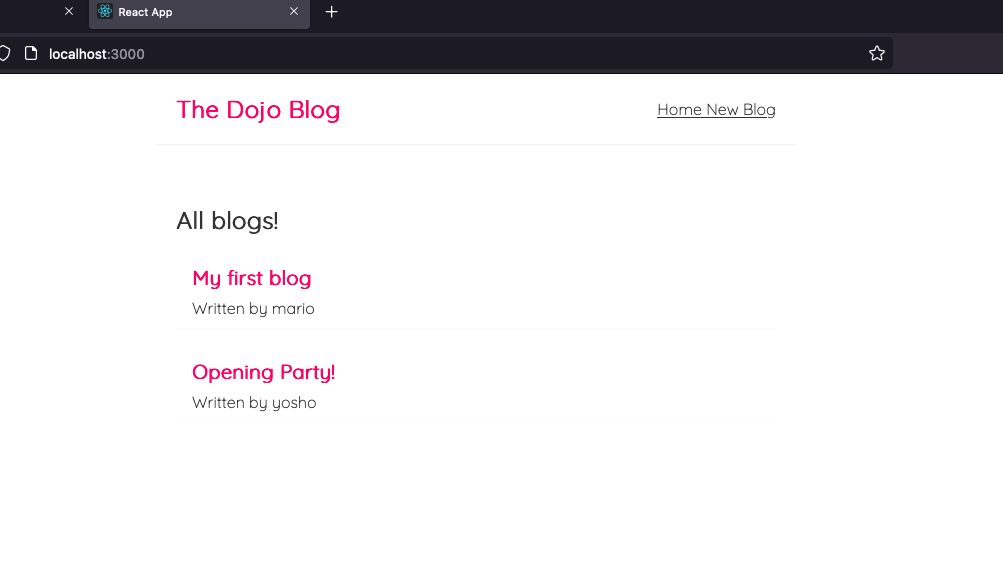 React App
localhost:3000
The Dojo Blog
Home New Blog
All blogs!
My first blog
Written by mario
Opening Party!
Written by yosho